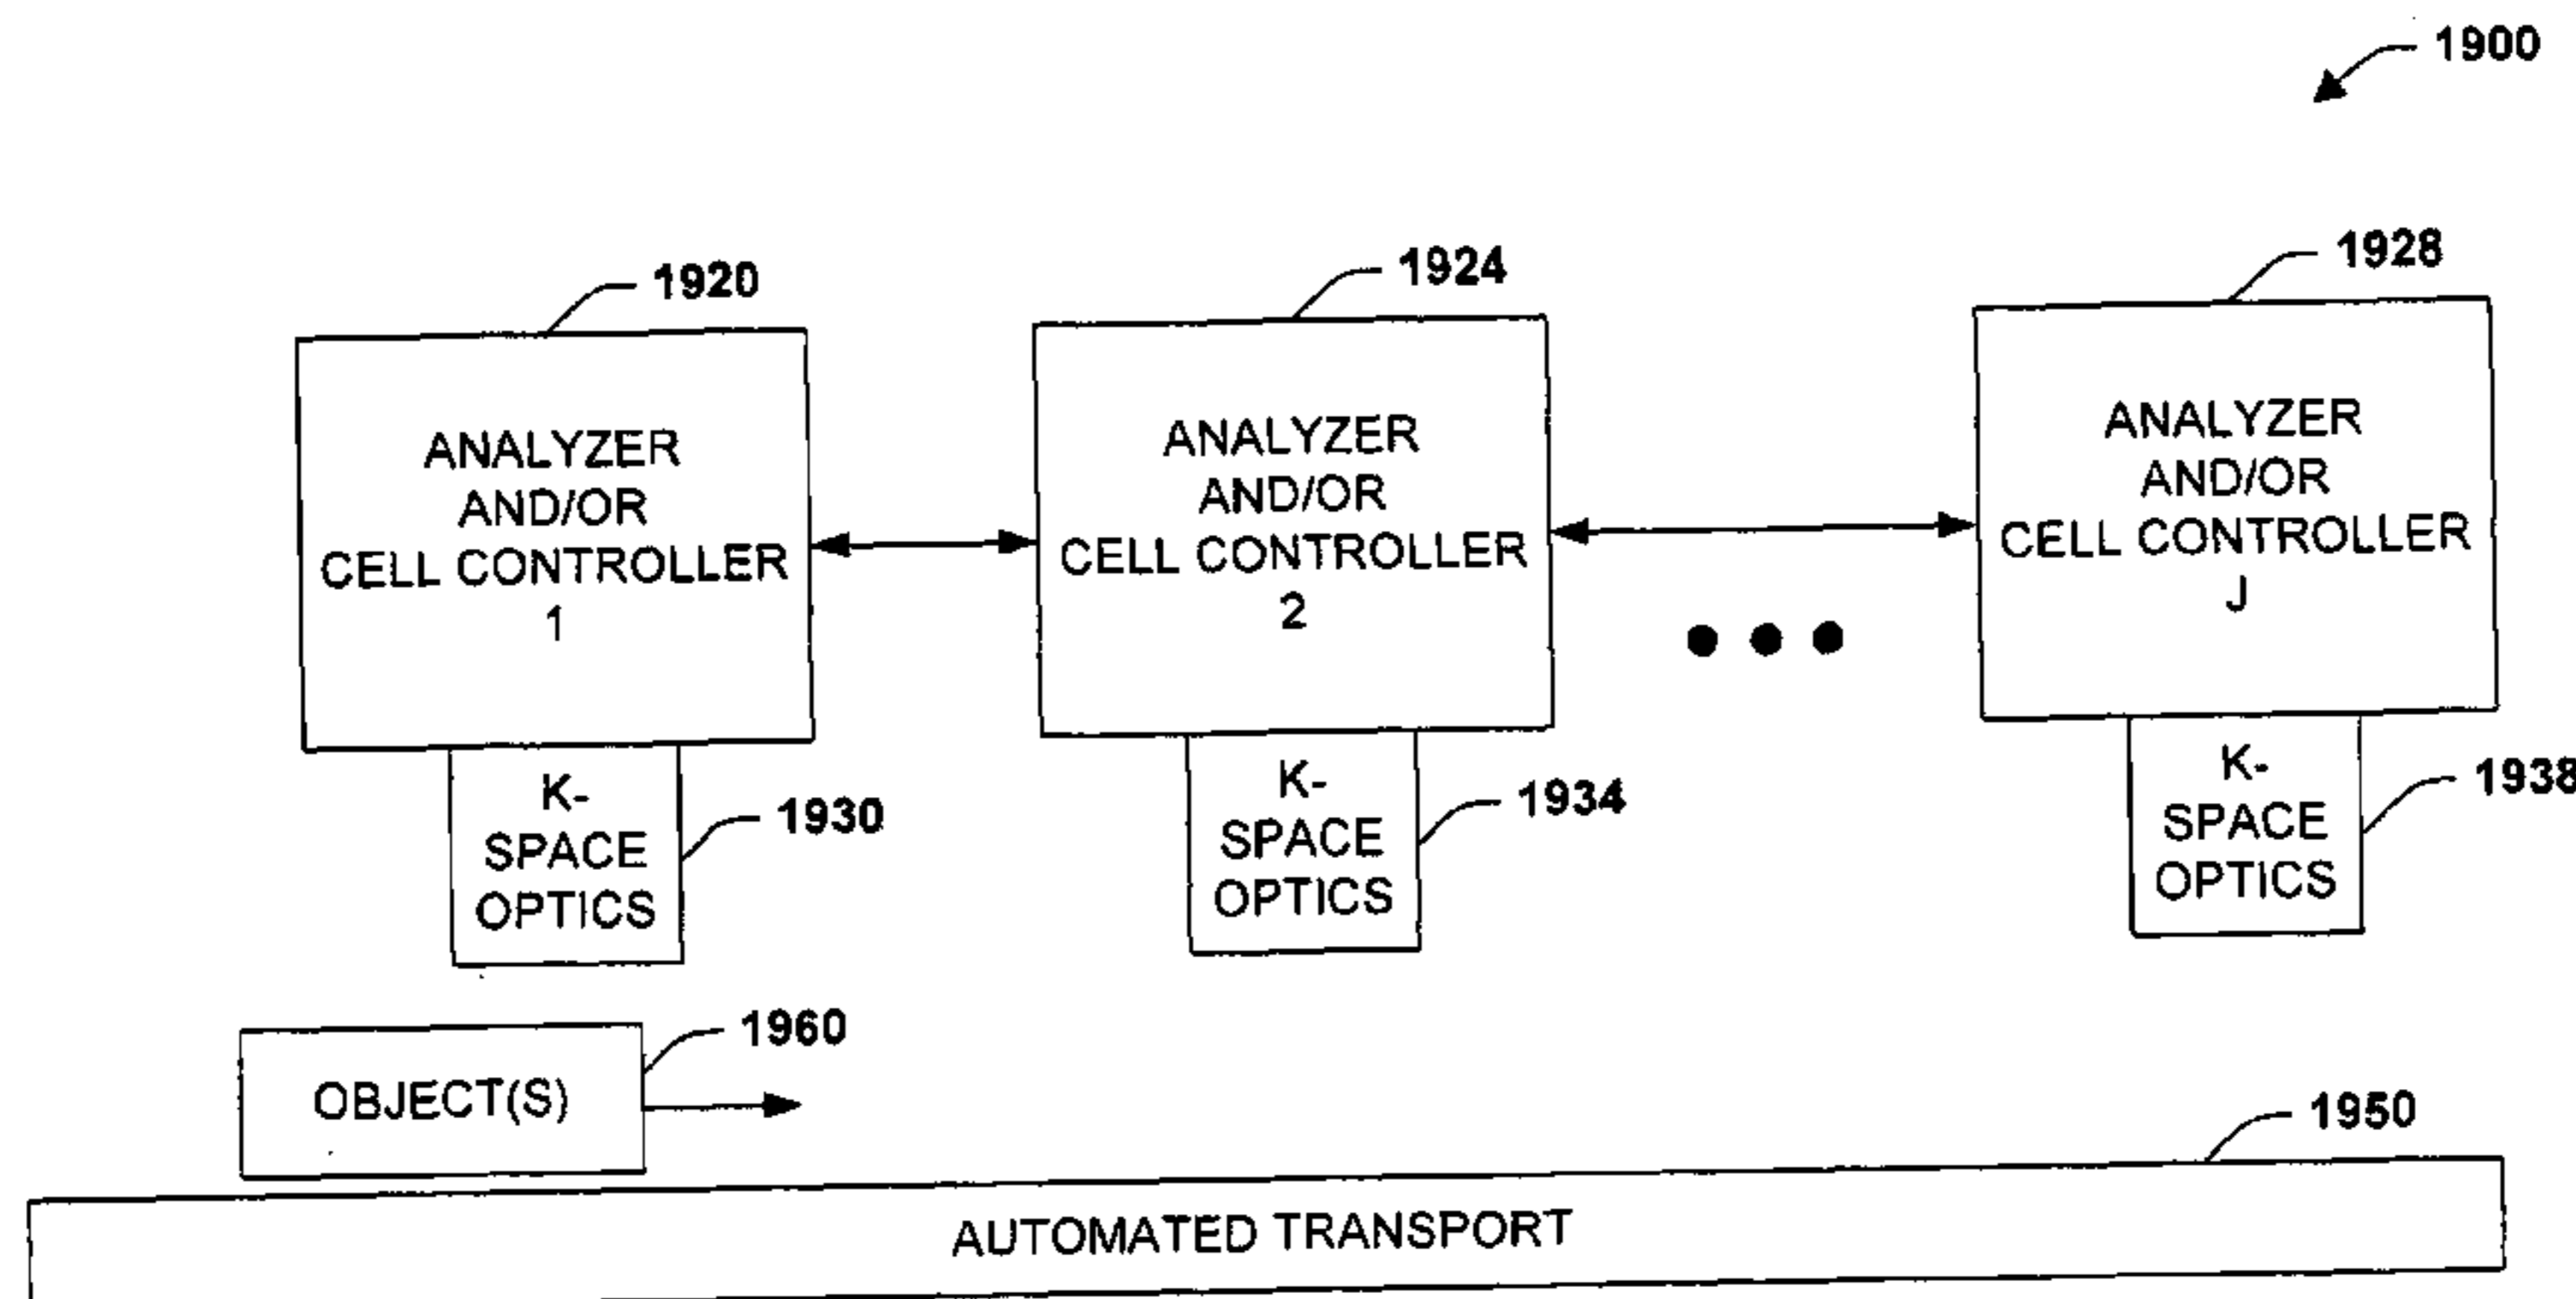 1900
1920
1924
1928
ANALYZER
AND/OR
CELL CONTROLLER
1
ANALYZER
AND/OR
CELL CONTROLLER
2
ANALYZER
AND/OR
CELL CONTROLLER
J
K-
SPACE
OPTICS
1930
K-
SPACE
OPTICS
1934
K-
SPACE
OPTICS
1938
OBJECT(S)
1960
1950
AUTOMATED TRANSPORT